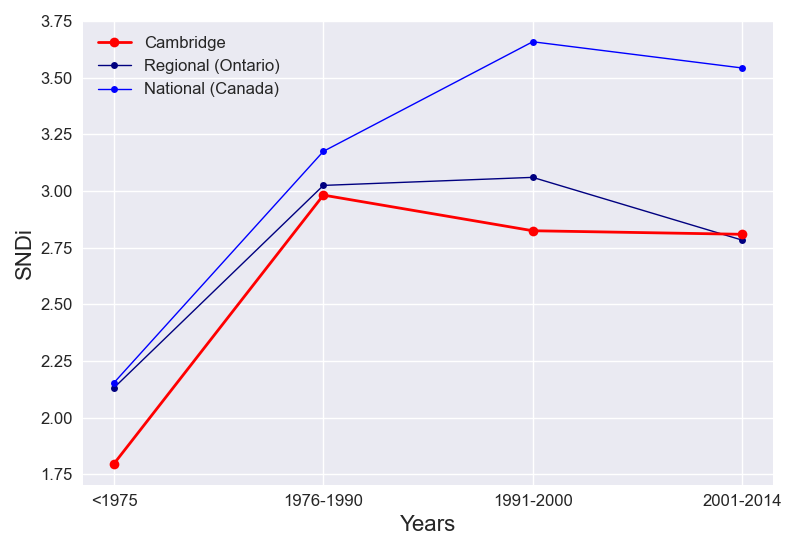 3.75
3.50
3.25
3.00
2.75
2.50
2.25
2.00
1.75
SNDi
Cambridge
Regional (Ontario)
National (Canada)
<1975
1976-1990
1991-2000
2001-2014
Years